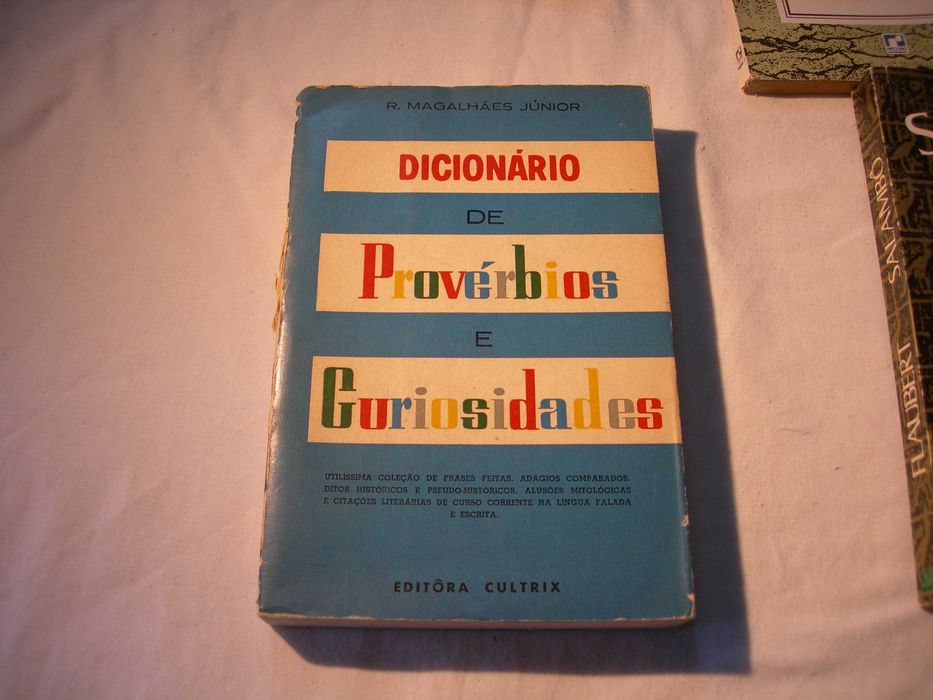 R. MAGALHÃES JÚNIOR
DICIONÁRIO
DE
Provérbios
E
Curiosidades
UTILÍSSIMA COLEÇÃO DE FRASES FEITAS, ADÁGIOS COMPARADOS,
DITOS HISTÓRICOS E PSEUDO-HISTÓRICOS, ALUSÕES MITOLÓGICAS
E CITAÇÕES LITERÁRIAS DE CURSO CORRENTE NA LÍNGUA FALADA
E ESCRITA.
EDITÔRA CULTRIX
FLAUBERT SALAMBÔ
S